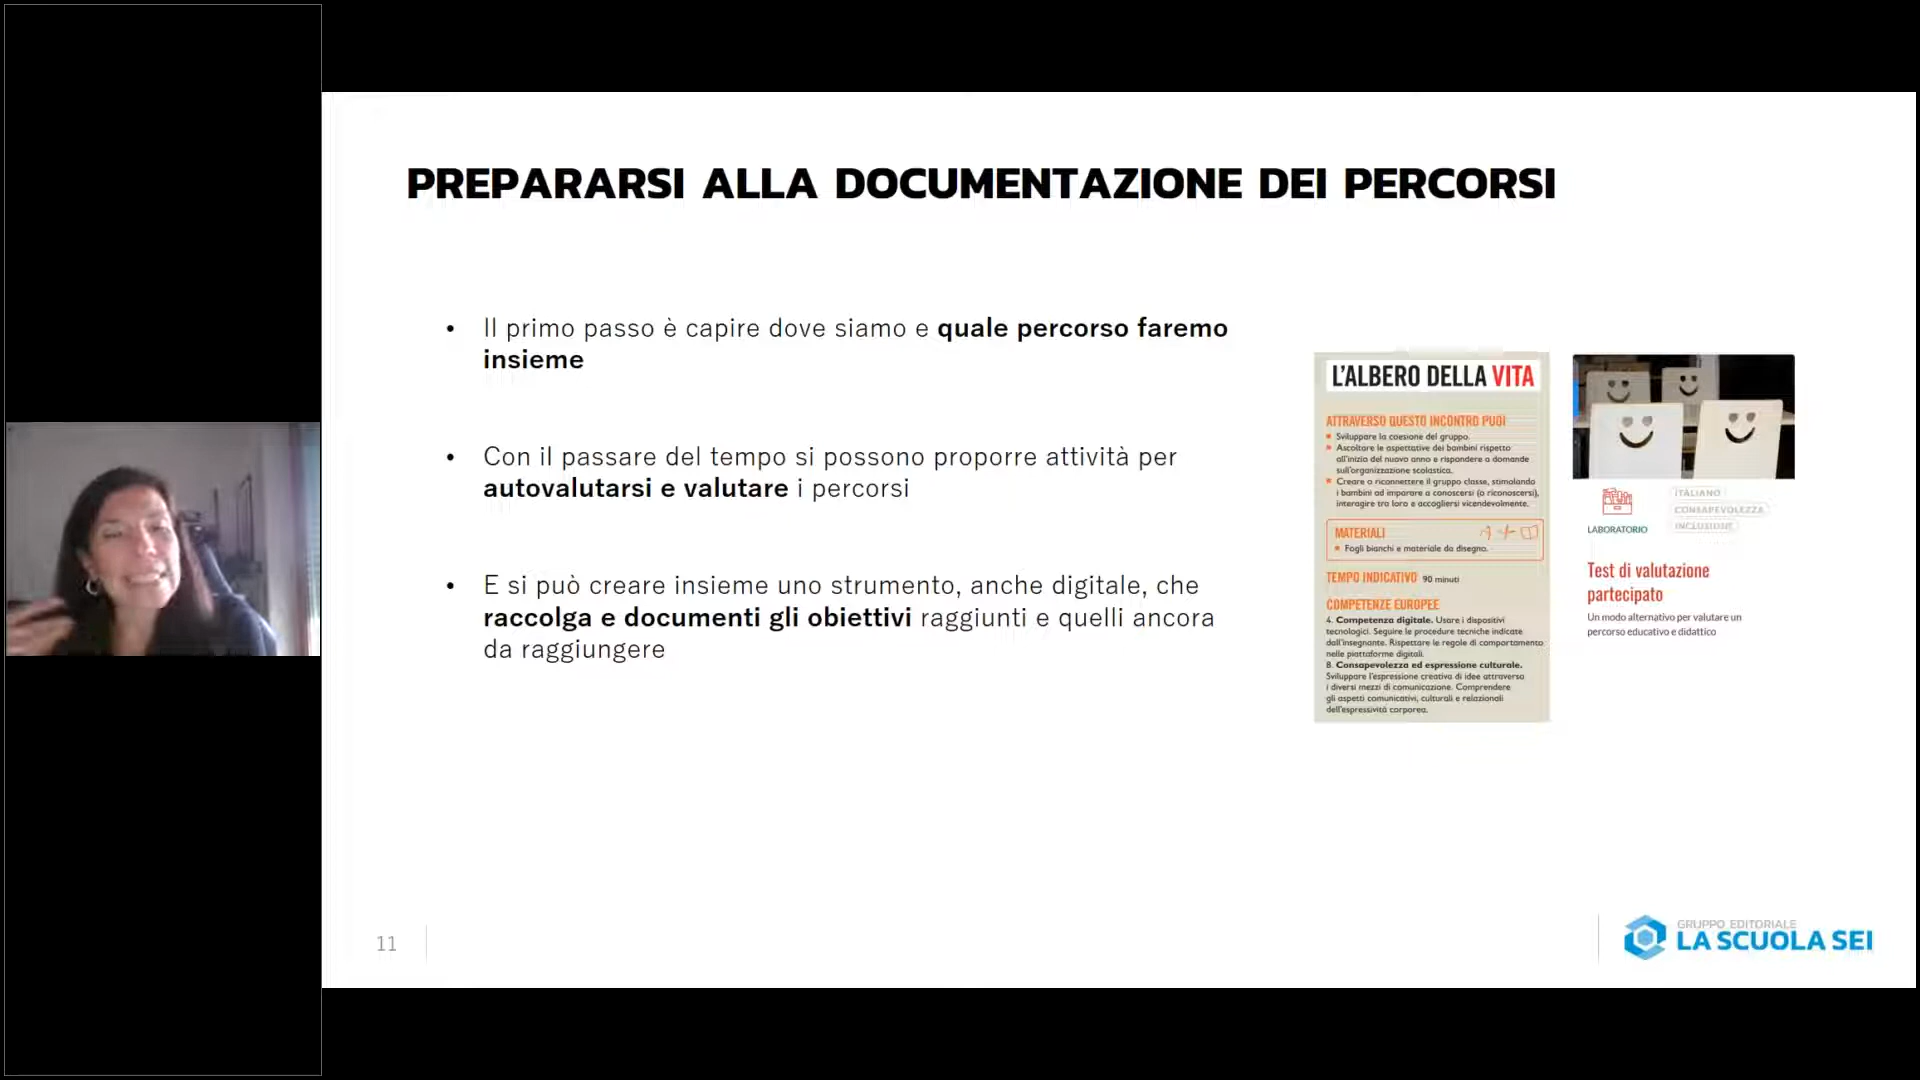 PREPARARSI ALLA DOCUMENTAZIONE DEI PERCORSI
• Il primo passo è capire dove siamo e quale percorso faremo
insieme
• Con il passare del tempo si possono proporre attività per
autovalutarsi e valutare i percorsi
• E si può creare insieme uno strumento, anche digitale, che
raccolga e documenti gli obiettivi raggiunti e quelli ancora
da raggiungere
L'ALBERO DELLA VITA
ATTRAVERSO QUESTO INCONTRO PUOI
Sviluppare la coesione del gruppo.
Ascoltare le aspettative dei bambini rispetto
all'inizio del nuovo anno e rispondere a domande
sull'organizzazione scolastica.
Creare o riconnettere il gruppo classe, stimolando
i bambini ad imparare a conoscersi (o riconoscersi),
interagire tra loro e accogliersi vicendevolmente.
MATERIALI
Fogli bianchi e materiale da disegno.
TEMPO INDICATIVO 90 minuti
COMPETENZE EUROPEE
4. Competenza digitale. Usare i dispositivi
tecnologici. Seguire le procedure tecniche indicate
dall'insegnante. Rispettare le regole di comportamento
nelle piattaforme digitali.
8. Consapevolezza ed espressione culturale.
Sviluppare l'espressione creativa di idee attraverso
i diversi mezzi di comunicazione. Comprendere
gli aspetti comunicativi, culturali e relazionali
dell'espressività corporea.
LABORATORIO
ITALIANO
CONSAPEVOLEZZA
INCLUSIONE
Test di valutazione
partecipato
Un modo alternativo per valutare un
percorso educativo e didattico
11
GRUPPO EDITORIALE
LA SCUOLA SEI